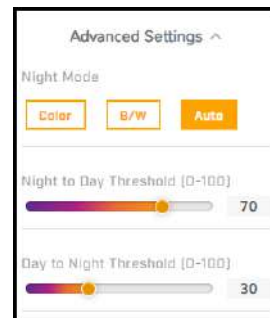 Advanced Settings
Night Mode
Color B/W Auto
Night to Day Threshold (0-100)
70
Day to Night Threshold (0-100)
30